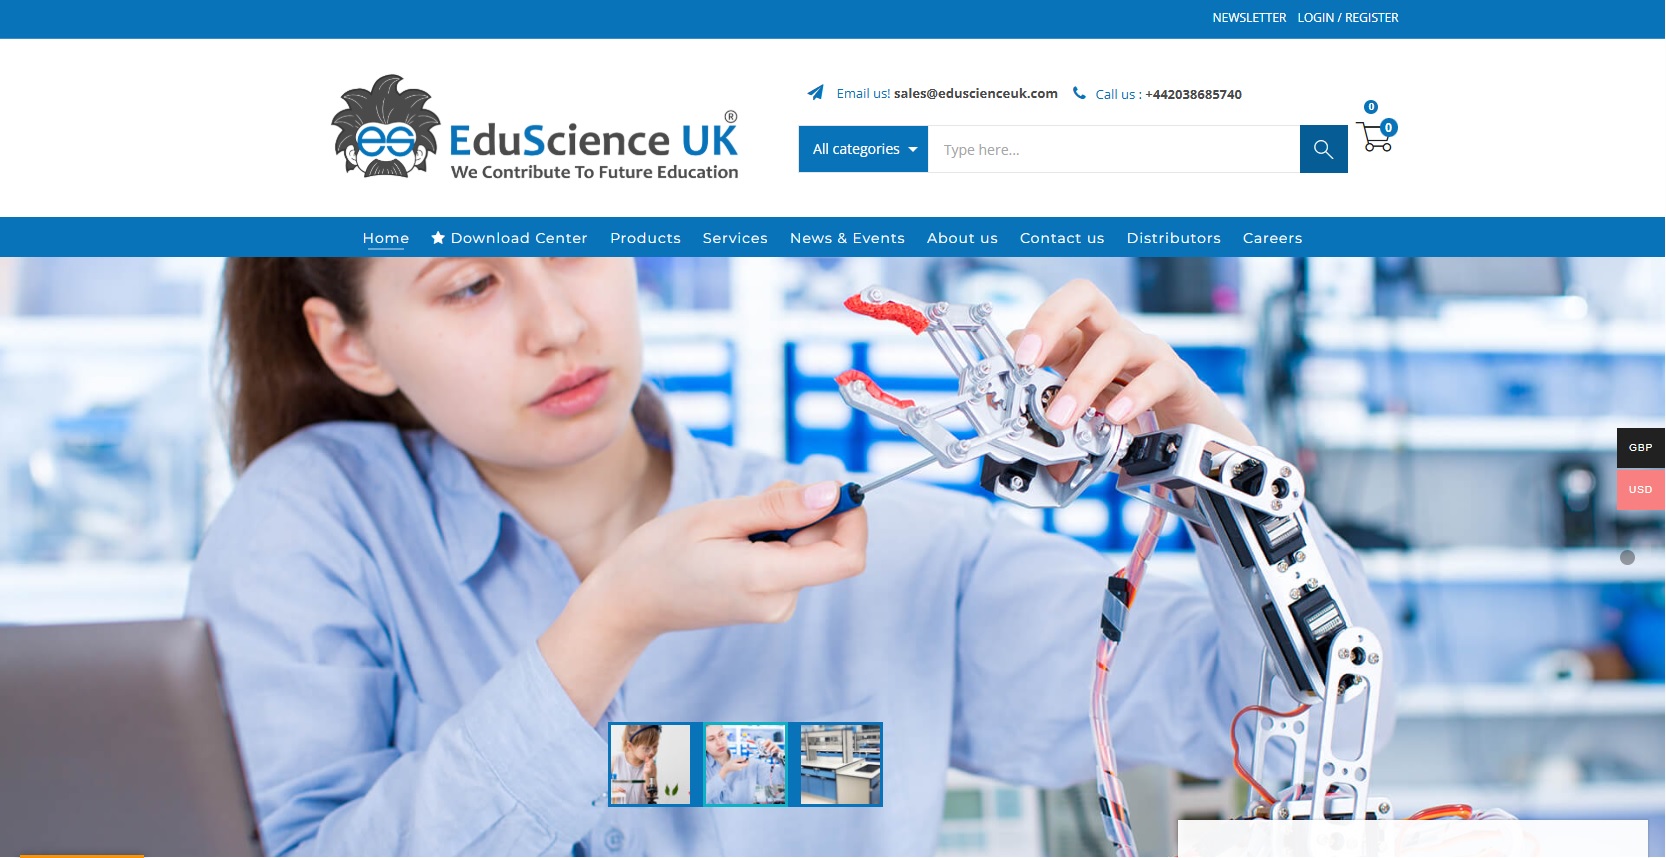 NEWSLETTER LOGIN / REGISTER
Email us! sales@eduscienceuk.com Call us : +442038685740
0
0
EduScience UK ®
We Contribute To Future Education
All categories Type here...
Home Download Center Products Services News & Events About us Contact us Distributors Careers
GBP
USD